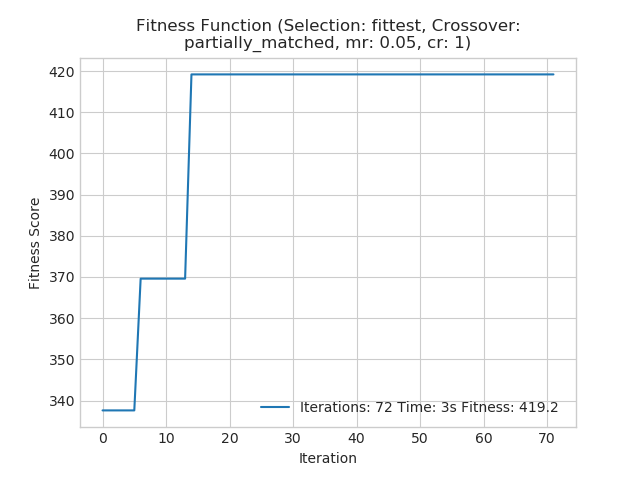 Fitness Function (Selection: fittest, Crossover:
partially_matched, mr: 0.05, cr: 1)
Fitness Score
420
410
400
390
380
370
360
350
340
Iterations: 72 Time: 3s Fitness: 419.2
0 10 20 30 40 50 60 70
Iteration